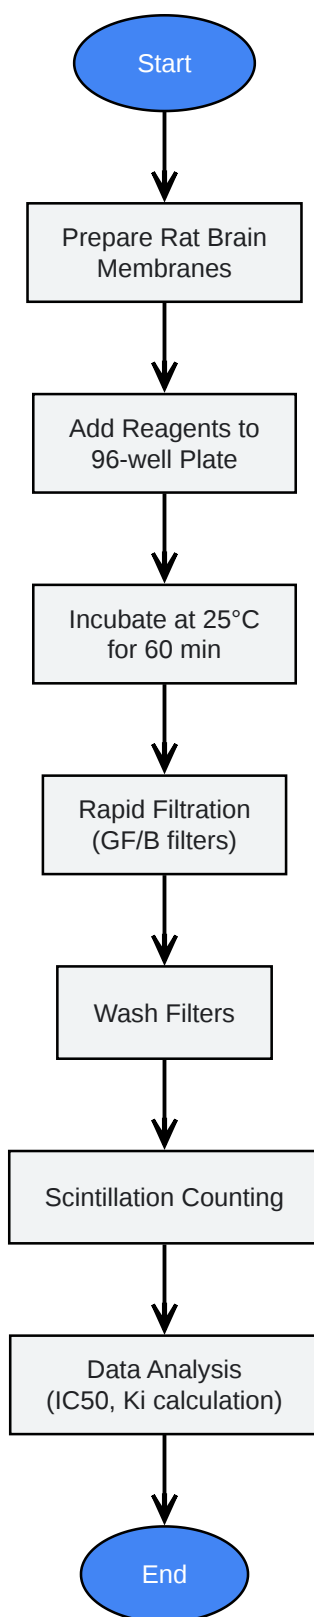 Start
Prepare Rat Brain
Membranes
Add Reagents to
96-well Plate
Incubate at 25°C
for 60 min
Rapid Filtration
(GF/B filters)
Wash Filters
Scintillation Counting
Data Analysis
(IC50, Ki calculation)
End